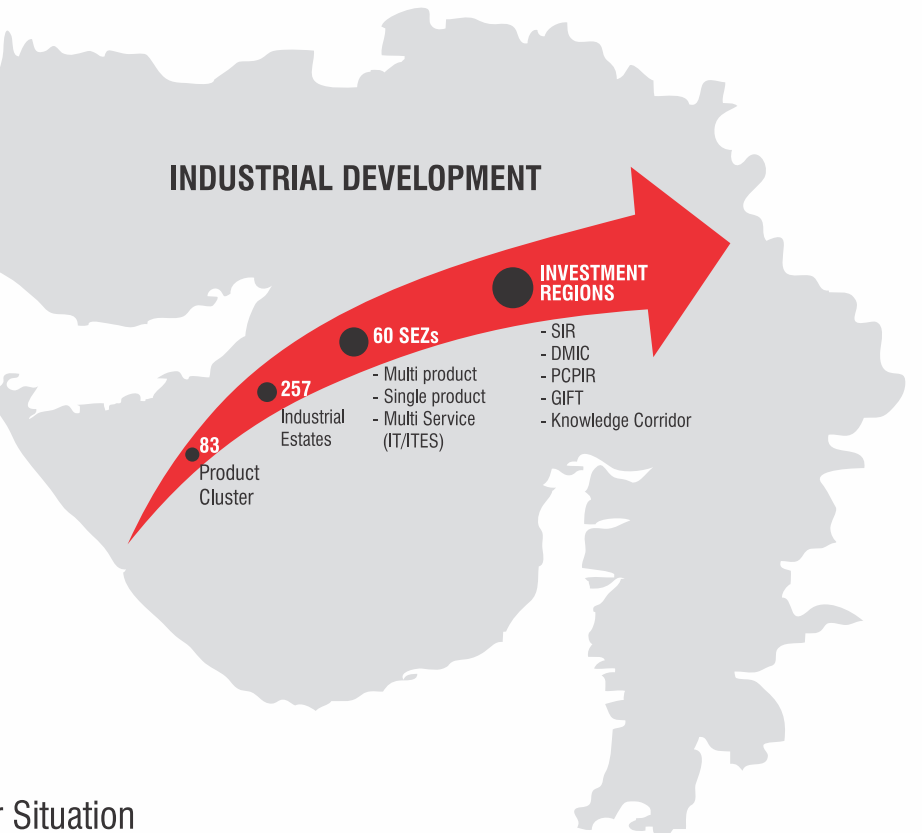 INDUSTRIAL DEVELOPMENT
83
Product
Cluster
257
Industrial
Estates
60 SEZs
- Multi product
- Single product
- Multi Service
(IT/ITES)
INVESTMENT
REGIONS
- SIR
- DMIC
- PCPIR
- GIFT
- Knowledge Corridor
Situation